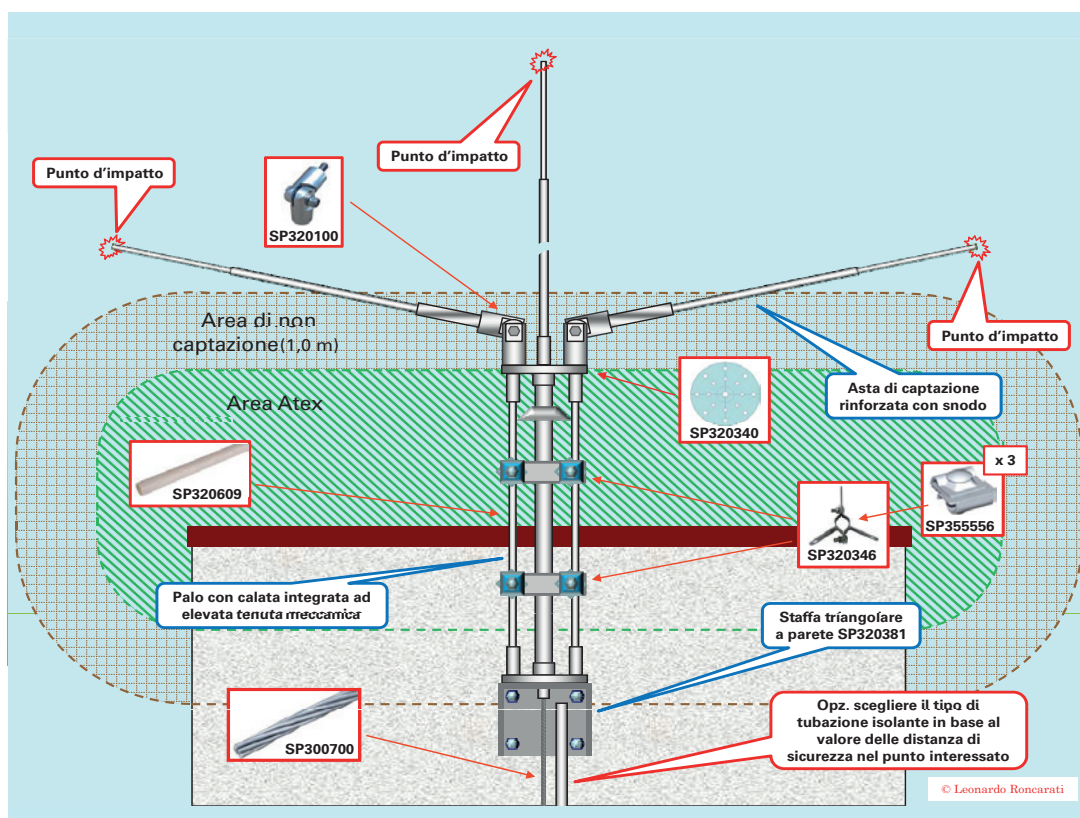 Punto d'impatto
Punto d'impatto
SP320100
Area di non
captazione (1,0 m)
Punto d'impatto
Asta di captazione
rinforzata con snodo
Area Atex
SP320340
x 3
SP320609
SP355556
SP320346
Palo con calata integrata ad
elevata tenuta meccanica
Staffa triangolare
a parete SP320381
SP300700
Opz. scegliere il tipo di
tubazione isolante in base al
valore delle distanza di
sicurezza nel punto interessato
© Leonardo Roncarati